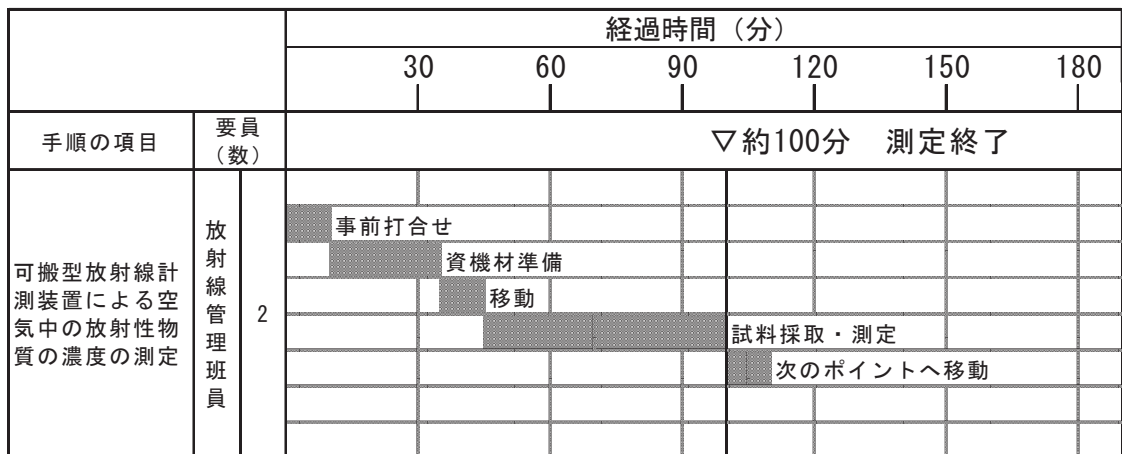 経過時間（分）
30 60 90 120 150 180
手順の項目
要員
（数）
▽約100分 測定終了
可搬型放射線計
測装置による空
気中の放射性物
質の濃度の測定
放射線管理班員
2
事前打合せ
資機材準備
移動
試料採取・測定
次のポイントへ移動